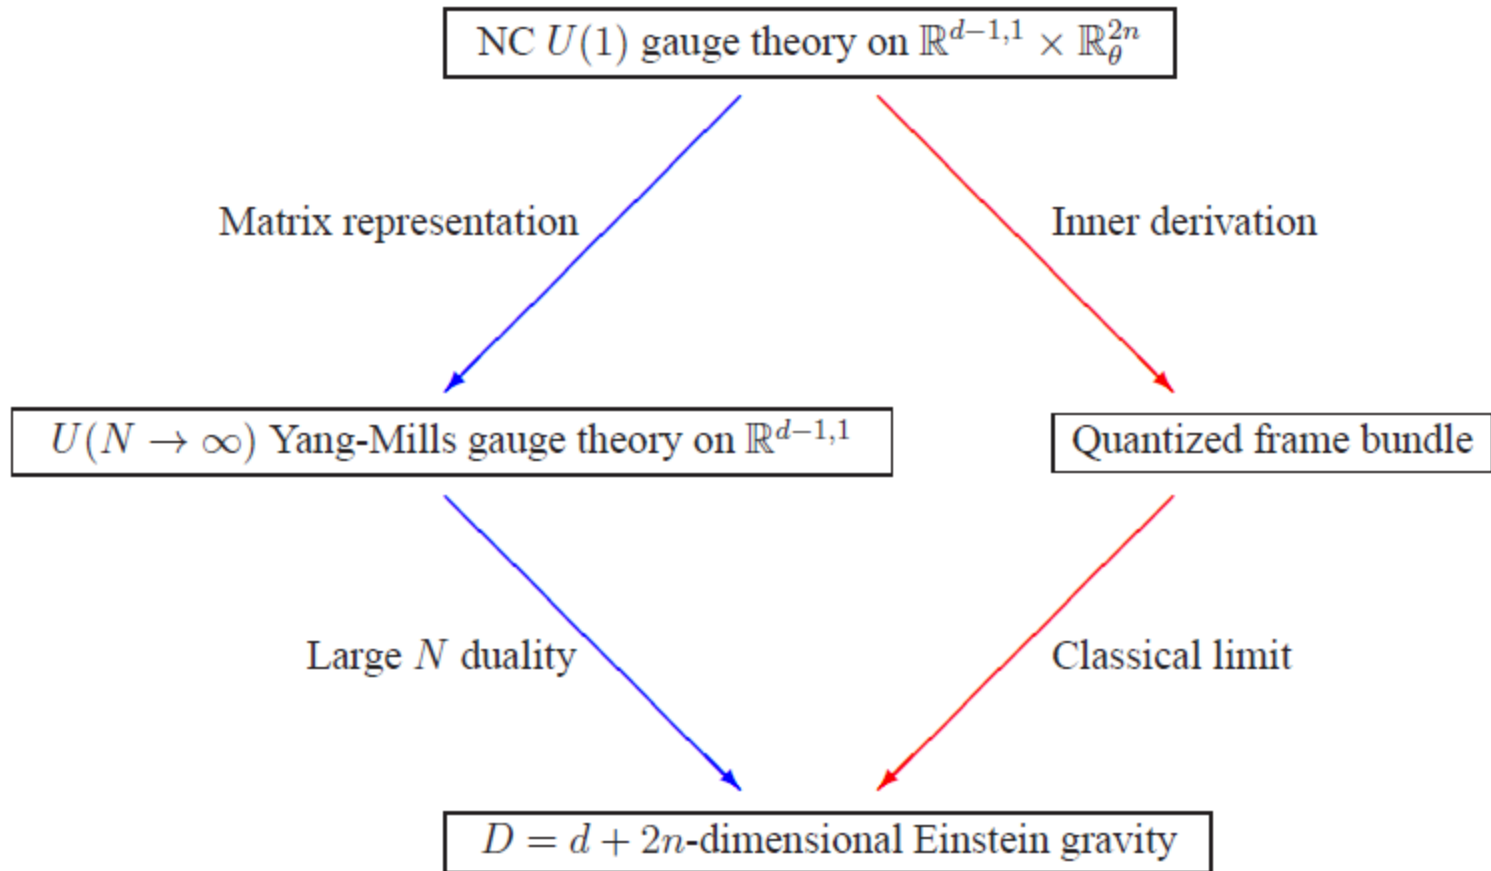 NC U(1) gauge theory on ℝ^{d−1,1} × ℝ_θ^{2n}
Matrix representation
Inner derivation
U(N → ∞) Yang-Mills gauge theory on ℝ^{d−1,1}
Quantized frame bundle
Large N duality
Classical limit
D = d + 2n-dimensional Einstein gravity